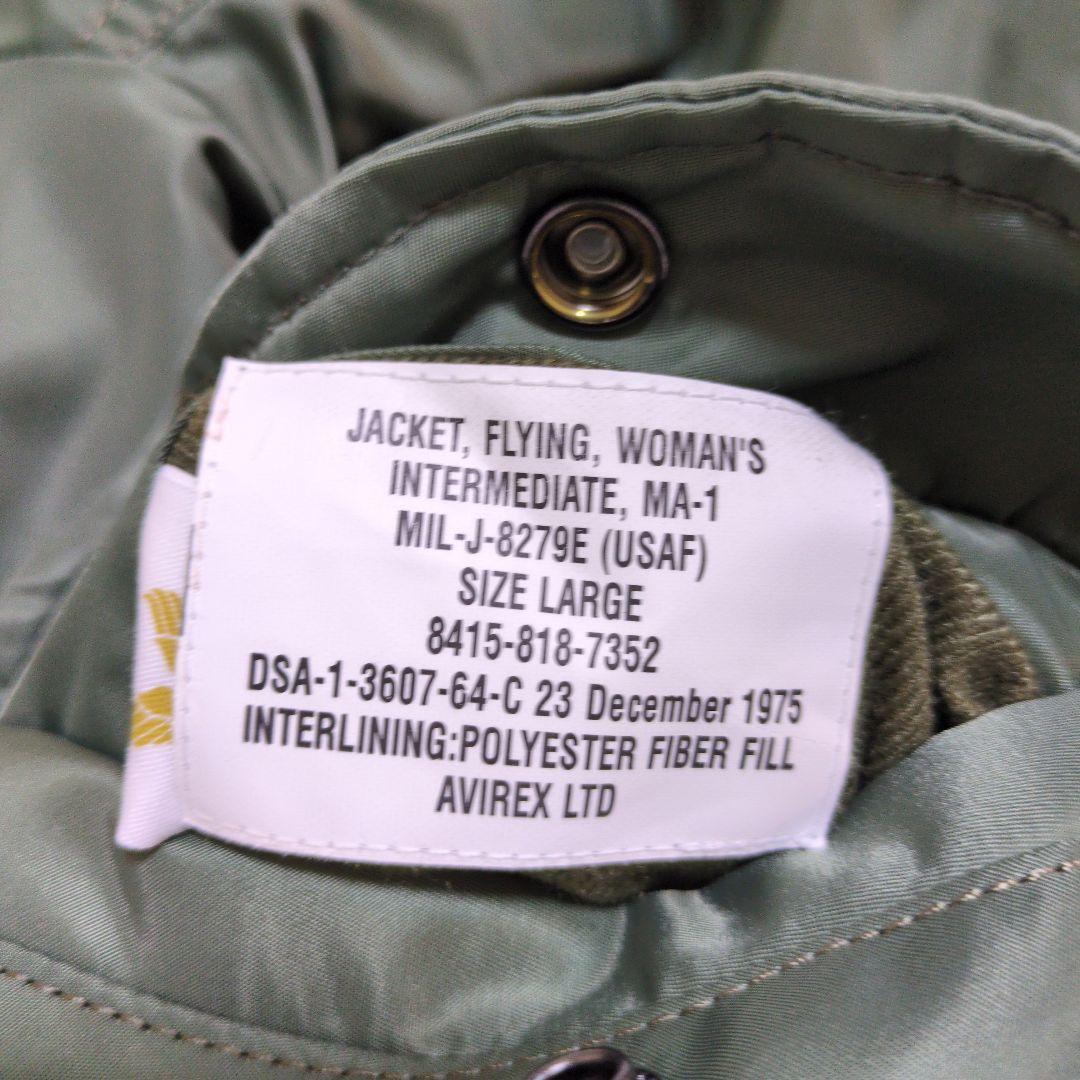 JACKET, FLYING, WOMAN'S
INTERMEDIATE, MA-1
MIL-J-8279E (USAF)
SIZE LARGE
8415-818-7352
DSA-1-3607-64-C 23 December 1975
INTERLINING:POLYESTER FIBER FILL
AVIREX LTD